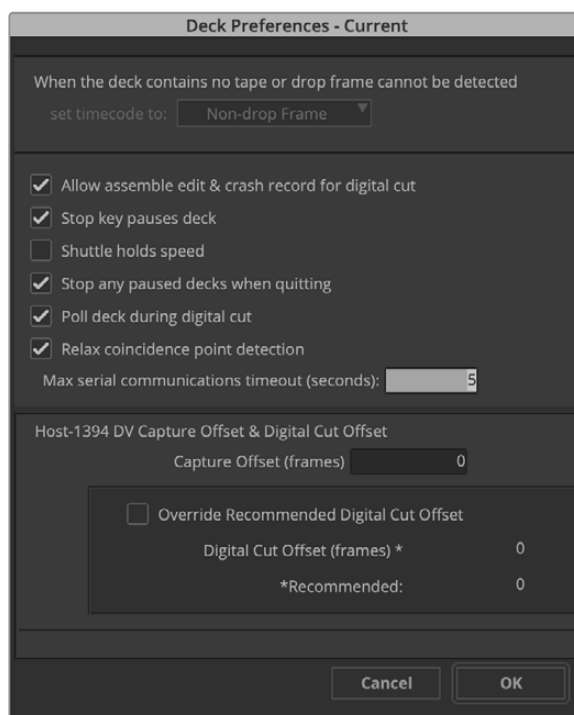 Deck Preferences - Current
When the deck contains no tape or drop frame cannot be detected
set timecode to: Non-drop Frame
Allow assemble edit & crash record for digital cut
Stop key pauses deck
Shuttle holds speed
Stop any paused decks when quitting
Poll deck during digital cut
Relax coincidence point detection
Max serial communications timeout (seconds): 5
Host-1394 DV Capture Offset & Digital Cut Offset
Capture Offset (frames) 0
Override Recommended Digital Cut Offset
Digital Cut Offset (frames) * 0
*Recommended: 0
Cancel OK